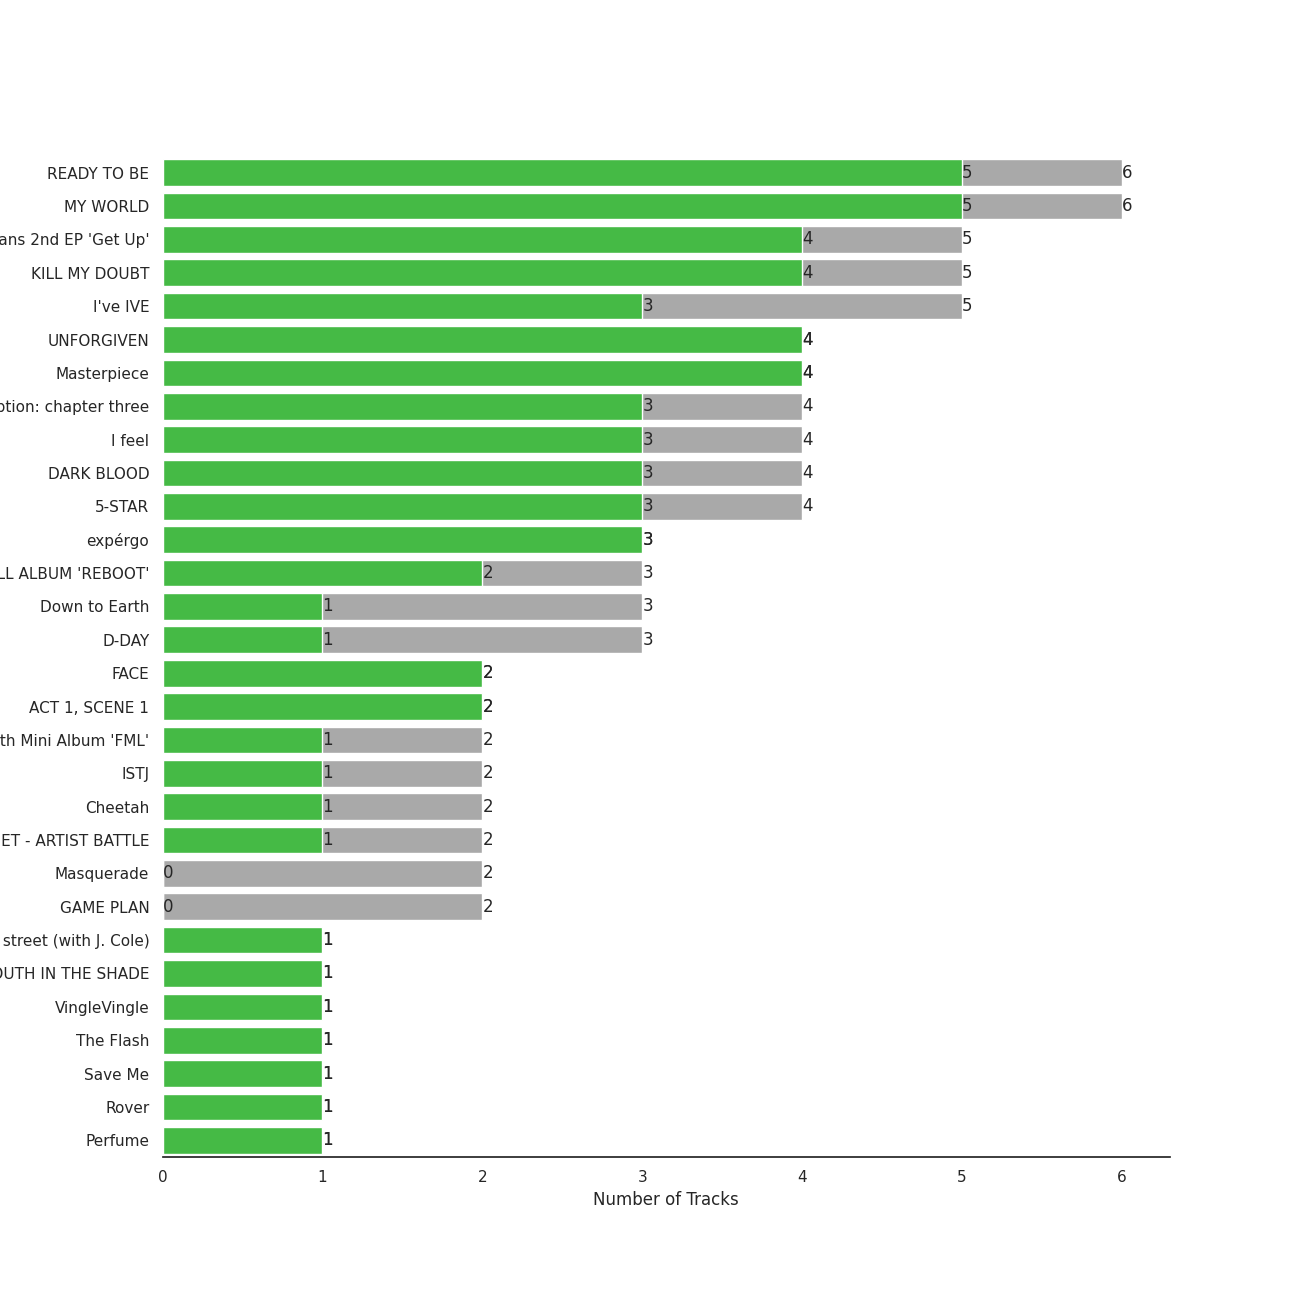 READY TO BE 5 6
MY WORLD 5 6
2nd EP 'Get Up' 4 5
KILL MY DOUBT 4 5
I've IVE 3 5
UNFORGIVEN 4
Masterpiece 4
chapter three 3 4
I feel 3 4
DARK BLOOD 3 4
5-STAR 3 4
expérgo 3
ALBUM 'REBOOT' 2 3
Down to Earth 1 3
D-DAY 1 3
FACE 2
ACT 1, SCENE 1 2
Mini Album 'FML' 1 2
ISTJ 1 2
Cheetah 1 2
- ARTIST BATTLE 1 2
Masquerade 0 2
GAME PLAN 0 2
street (with J. Cole) 1
IN THE SHADE 1
VingleVingle 1
The Flash 1
Save Me 1
Rover 1
Perfume 1
0 1 2 3 4 5 6
Number of Tracks